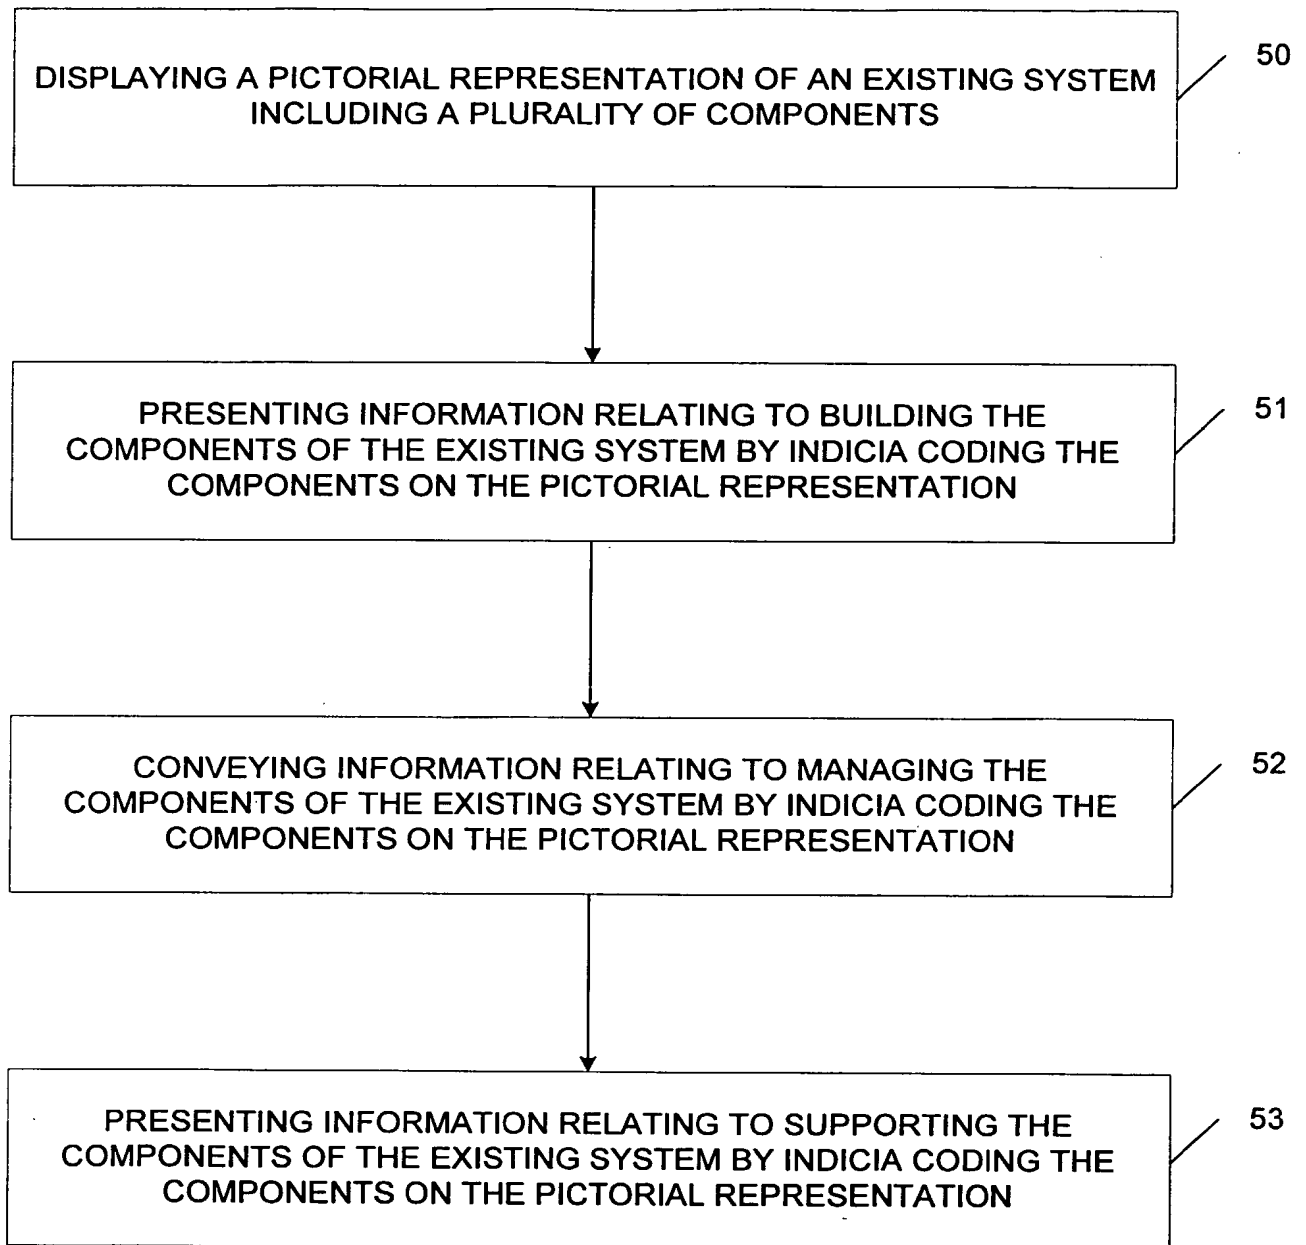 DISPLAYING A PICTORIAL REPRESENTATION OF AN EXISTING SYSTEM
INCLUDING A PLURALITY OF COMPONENTS
50
PRESENTING INFORMATION RELATING TO BUILDING THE
COMPONENTS OF THE EXISTING SYSTEM BY INDICIA CODING THE
COMPONENTS ON THE PICTORIAL REPRESENTATION
51
CONVEYING INFORMATION RELATING TO MANAGING THE
COMPONENTS OF THE EXISTING SYSTEM BY INDICIA CODING THE
COMPONENTS ON THE PICTORIAL REPRESENTATION
52
PRESENTING INFORMATION RELATING TO SUPPORTING THE
COMPONENTS OF THE EXISTING SYSTEM BY INDICIA CODING THE
COMPONENTS ON THE PICTORIAL REPRESENTATION
53